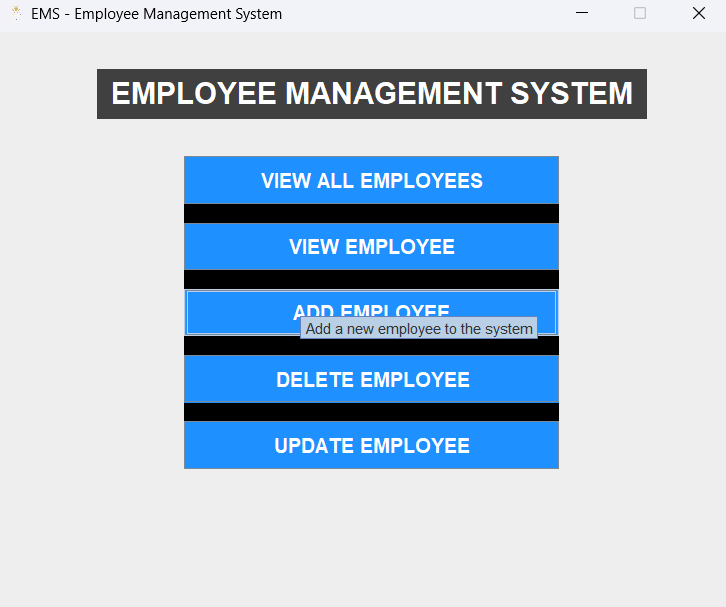 EMS - Employee Management System
EMPLOYEE MANAGEMENT SYSTEM
VIEW ALL EMPLOYEES
VIEW EMPLOYEE
ADD EMPLOYEE
Add a new employee to the system
DELETE EMPLOYEE
UPDATE EMPLOYEE